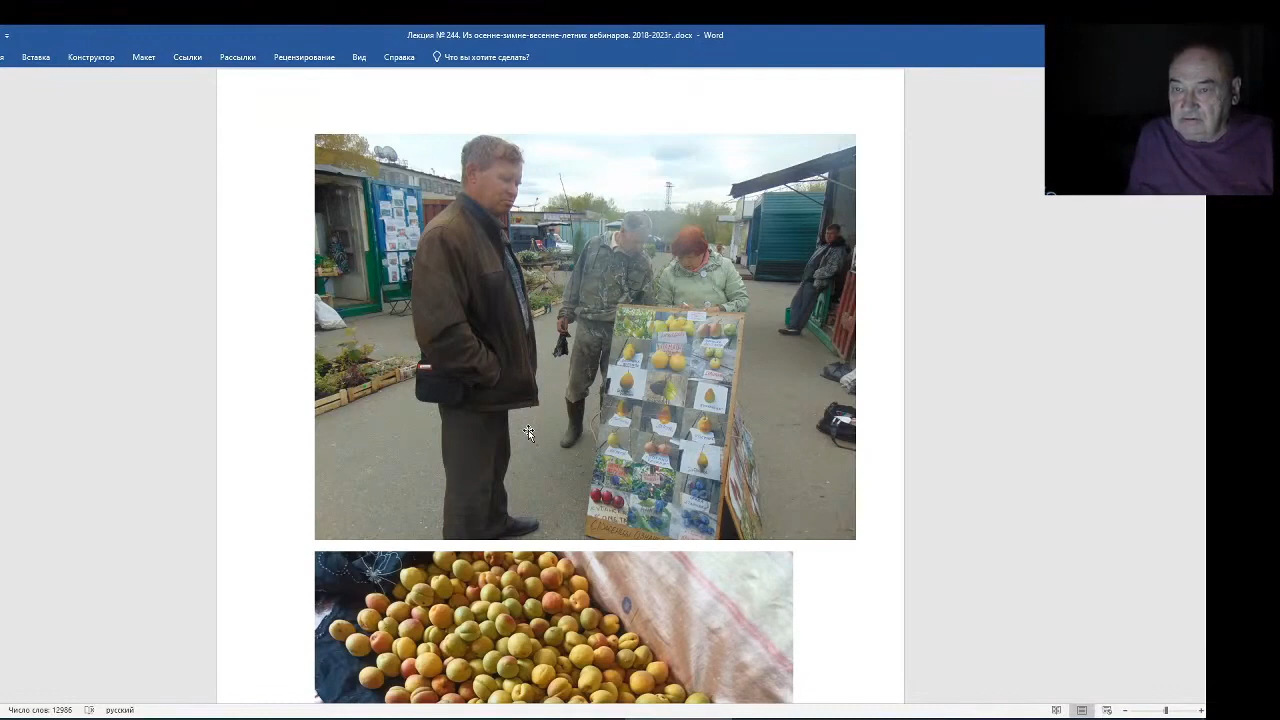 Лекция № 244. Из осенне-зимне-весенне-летних вебинаров. 2018-2023г..docx - Word
я Вставка Конструктор Макет Ссылки Рассылки Рецензирование Вид Справка Что вы хотите сделать?
Число слов: 12986 русский